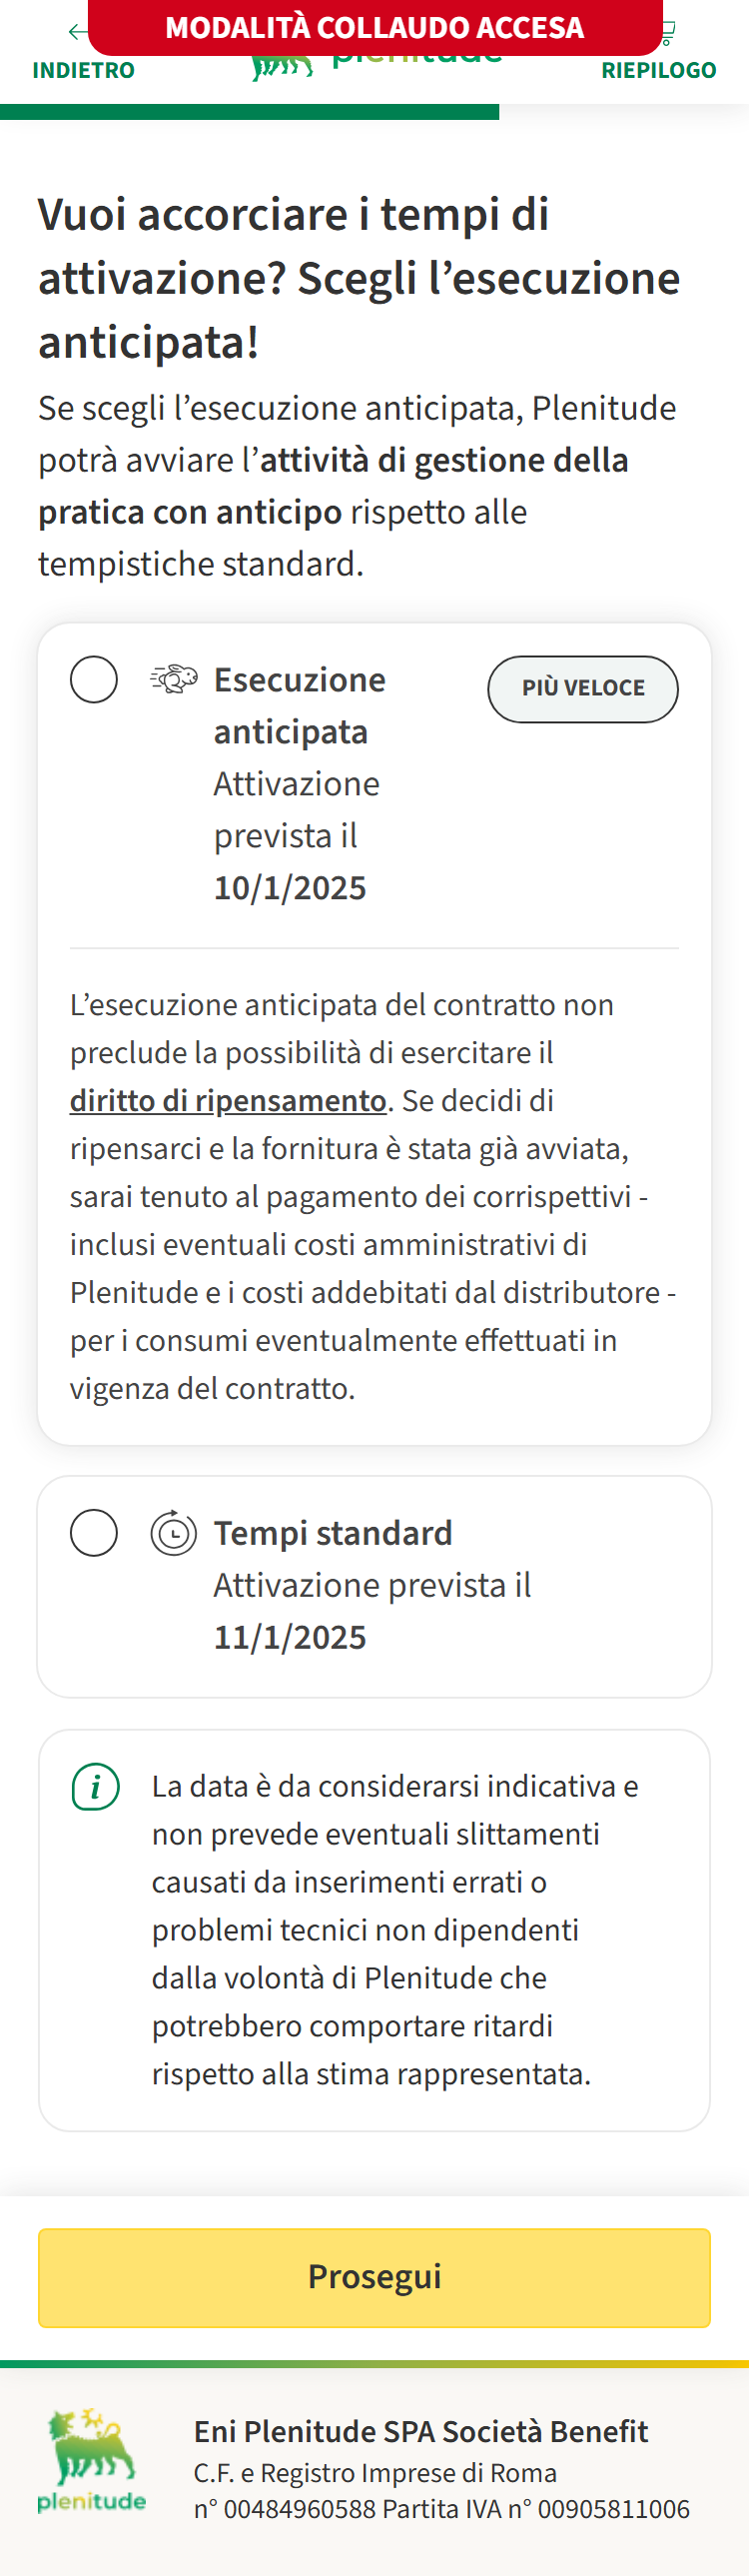 MODALITÀ COLLAUDO ACCESA
INDIETRO
plenitude
RIEPILOGO
Vuoi accorciare i tempi di
attivazione? Scegli l’esecuzione
anticipata!
Se scegli l’esecuzione anticipata, Plenitude
potrà avviare l’attività di gestione della
pratica con anticipo rispetto alle
tempistiche standard.
Esecuzione
anticipata
PIÙ VELOCE
Attivazione
prevista il
10/1/2025
L’esecuzione anticipata del contratto non
preclude la possibilità di esercitare il
diritto di ripensamento. Se decidi di
ripensarci e la fornitura è stata già avviata,
sarai tenuto al pagamento dei corrispettivi -
inclusi eventuali costi amministrativi di
Plenitude e i costi addebitati dal distributore -
per i consumi eventualmente effettuati in
vigenza del contratto.
Tempi standard
Attivazione prevista il
11/1/2025
i
La data è da considerarsi indicativa e
non prevede eventuali slittamenti
causati da inserimenti errati o
problemi tecnici non dipendenti
dalla volontà di Plenitude che
potrebbero comportare ritardi
rispetto alla stima rappresentata.
Prosegui
plenitude
Eni Plenitude SPA Società Benefit
C.F. e Registro Imprese di Roma
n° 00484960588 Partita IVA n° 00905811006